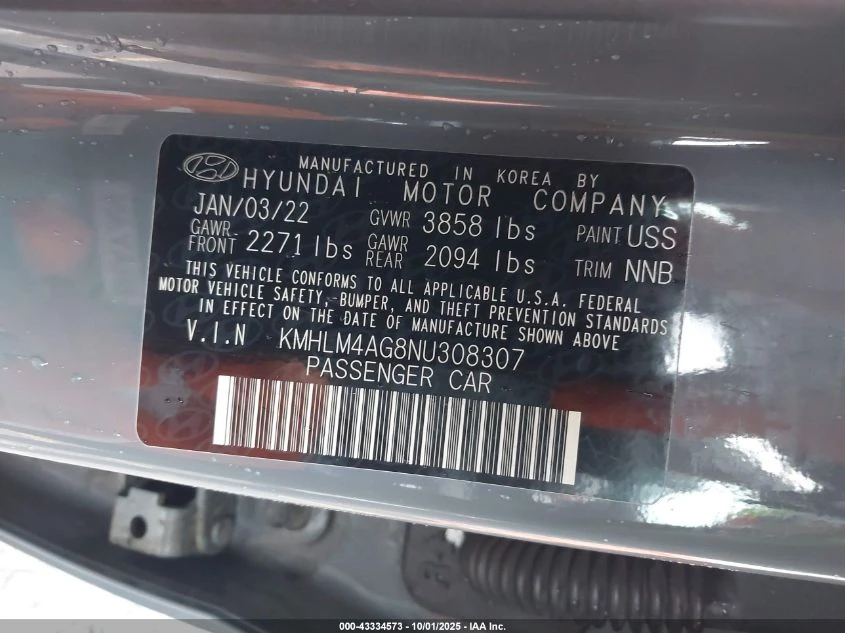 MANUFACTURED IN KOREA BY
HYUNDAI MOTOR COMPANY
JAN/03/22 GVWR 3858 lbs PAINT USS
GAWR FRONT 2271 lbs GAWR REAR 2094 lbs TRIM NNB
THIS VEHICLE CONFORMS TO ALL APPLICABLE U.S.A. FEDERAL
MOTOR VEHICLE SAFETY, BUMPER, AND THEFT PREVENTION STANDARDS
IN EFFECT ON THE DATE OF MANUFACTURE SHOWN ABOVE
V.I.N KMHLM4AG8NU308307
PASSENGER CAR
000-43334573 - 10/01/2025 - IAA Inc.